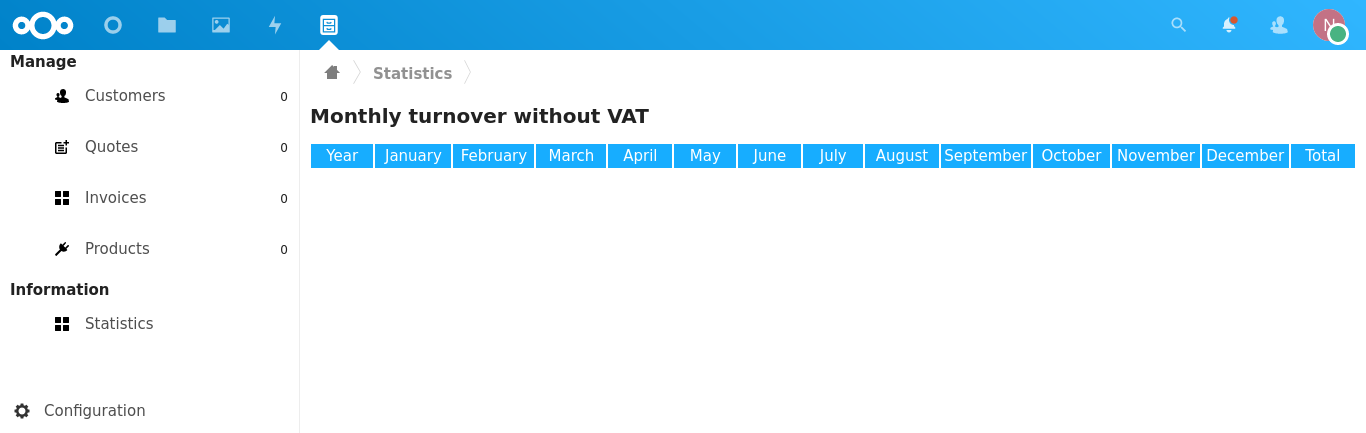 N
Manage
Customers 0
Quotes 0
Invoices 0
Products 0
Information
Statistics
Configuration
Statistics
Monthly turnover without VAT
Year January February March April May June July August September October November December Total